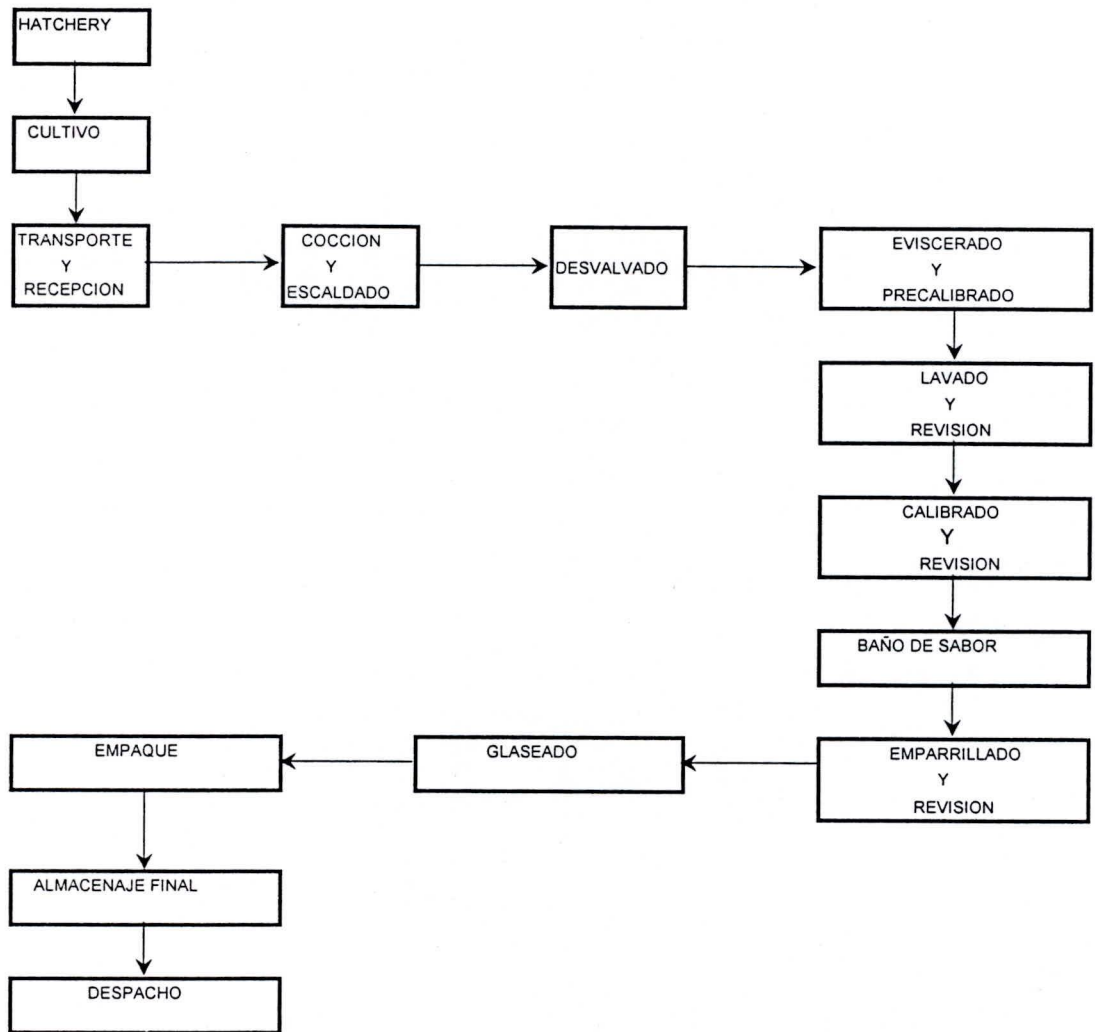 HATCHERY
CULTIVO
TRANSPORTE
Y
RECEPCION
COCCION
Y
ESCALDADO
DESVALVADO
EVISCERADO
Y
PRECALIBRADO
LAVADO
Y
REVISION
CALIBRADO
Y
REVISION
BAÑO DE SABOR
EMPARRILLADO
Y
REVISION
GLASEADO
EMPAQUE
ALMACENAJE FINAL
DESPACHO